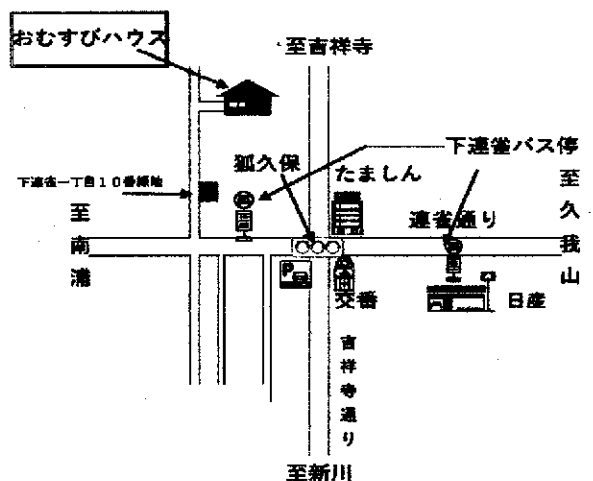 おむすびハウス
至吉祥寺
狐久保
下連雀バス停
たましん
下連雀一丁目10番緑地
至南浦
連雀通り
至久我山
P
交番
日産
吉祥寺通り
至新川